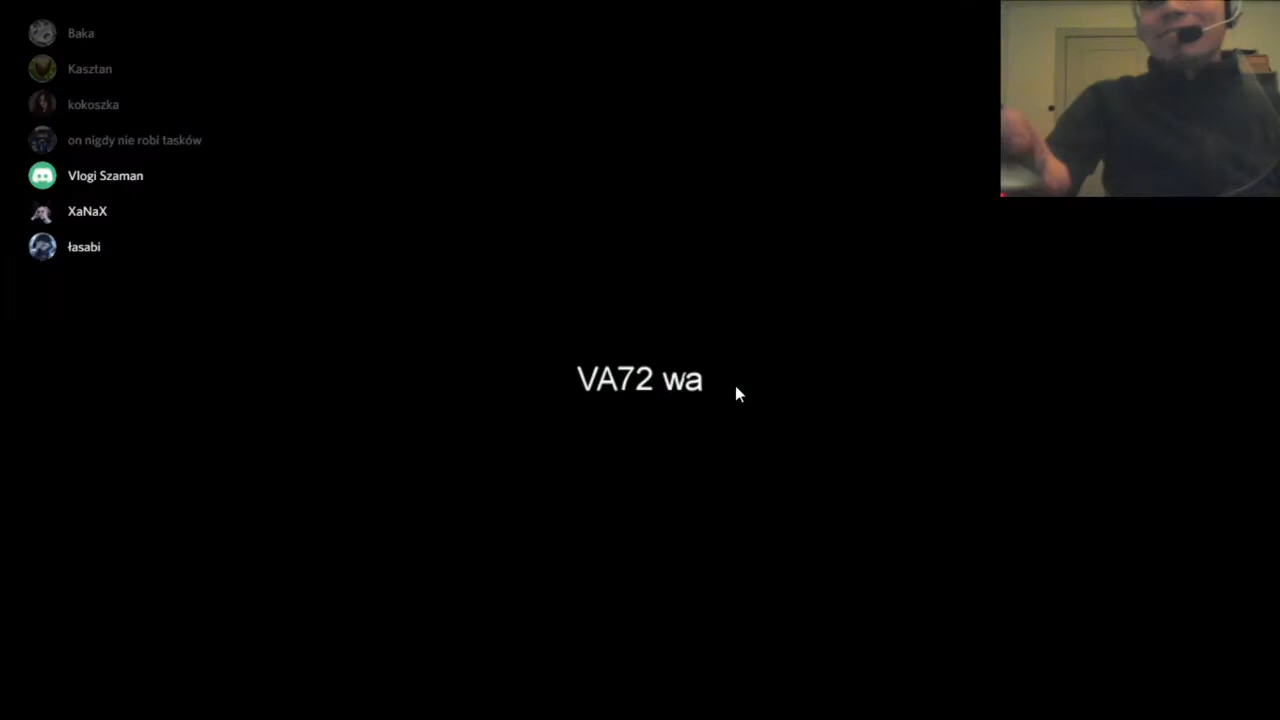 Baka
Kasztan
kokoszka
on nigdy nie robi tasków
Vlogi Szaman
XaNaX
łasabi
VA72 wa